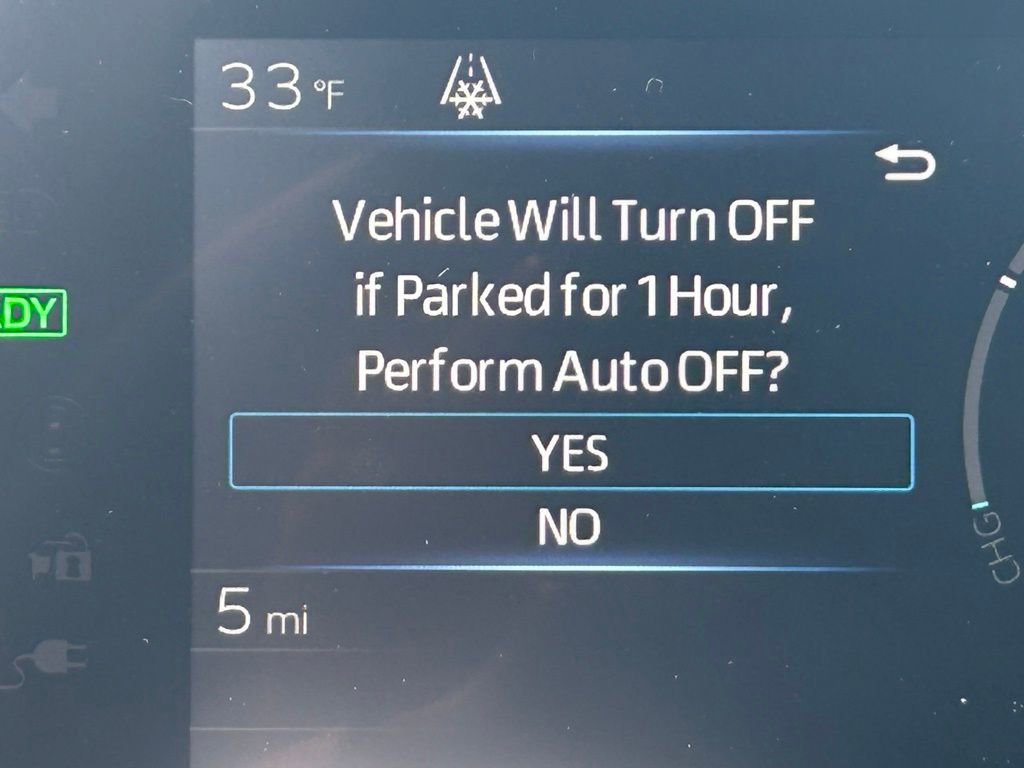 33 °F
Vehicle Will Turn OFF
if Parked for 1 Hour,
Perform Auto OFF?
YES
NO
5 mi
DY
CHG